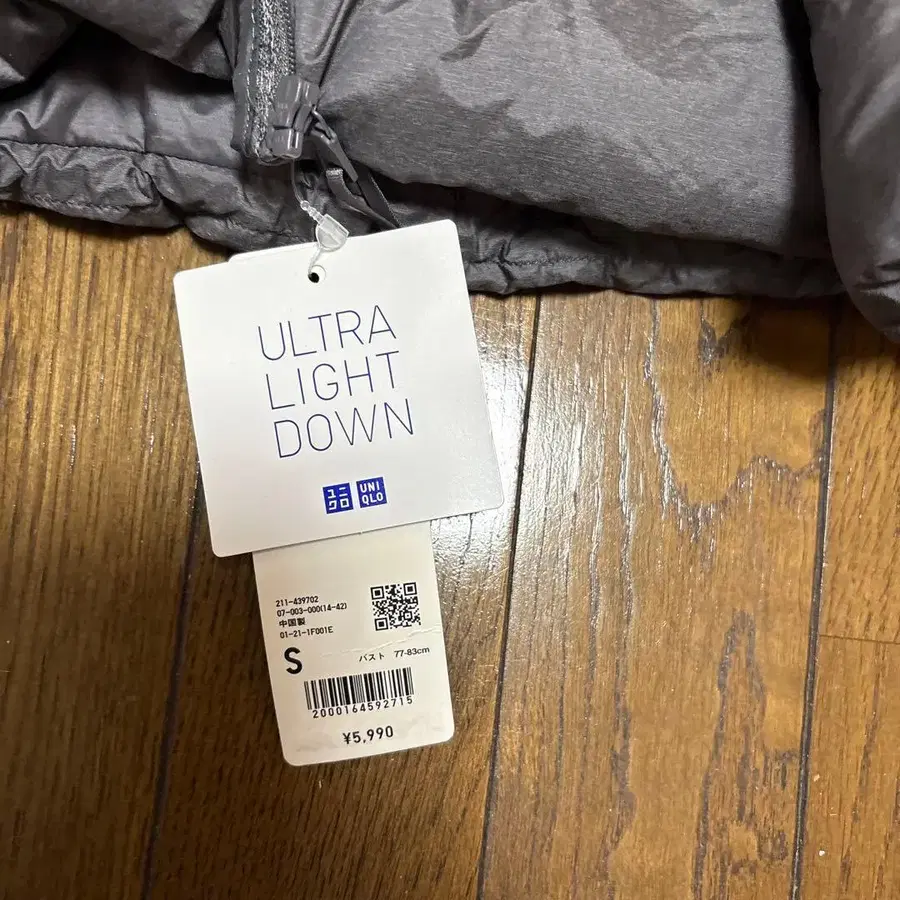 ULTRA
LIGHT
DOWN
ユニ
クロ
UNI
QLO
211-439702
07-003-000(14-42)
中国製
01-21-1F001E
S
バスト 77-83cm
2000164592715
¥5,990